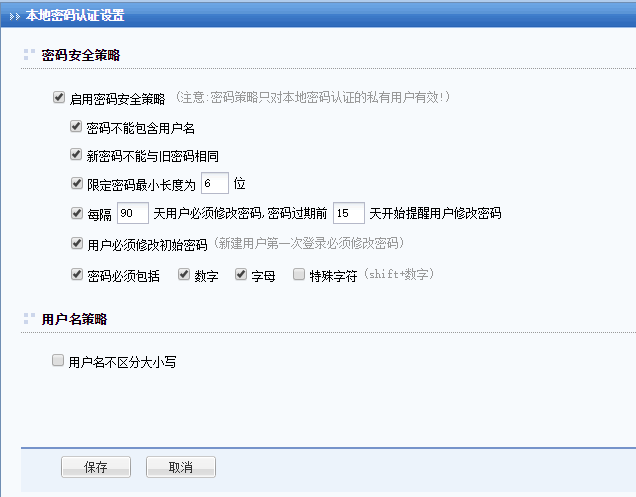 本地密码认证设置
密码安全策略
启用密码安全策略 (注意:密码策略只对本地密码认证的私有用户有效!)
密码不能包含用户名
新密码不能与旧密码相同
限定密码最小长度为 6 位
每隔 90 天用户必须修改密码,密码过期前 15 天开始提醒用户修改密码
用户必须修改初始密码 (新建用户第一次登录必须修改密码)
密码必须包括 数字 字母 特殊字符 (shift+数字)
用户名策略
用户名不区分大小写
保存 取消